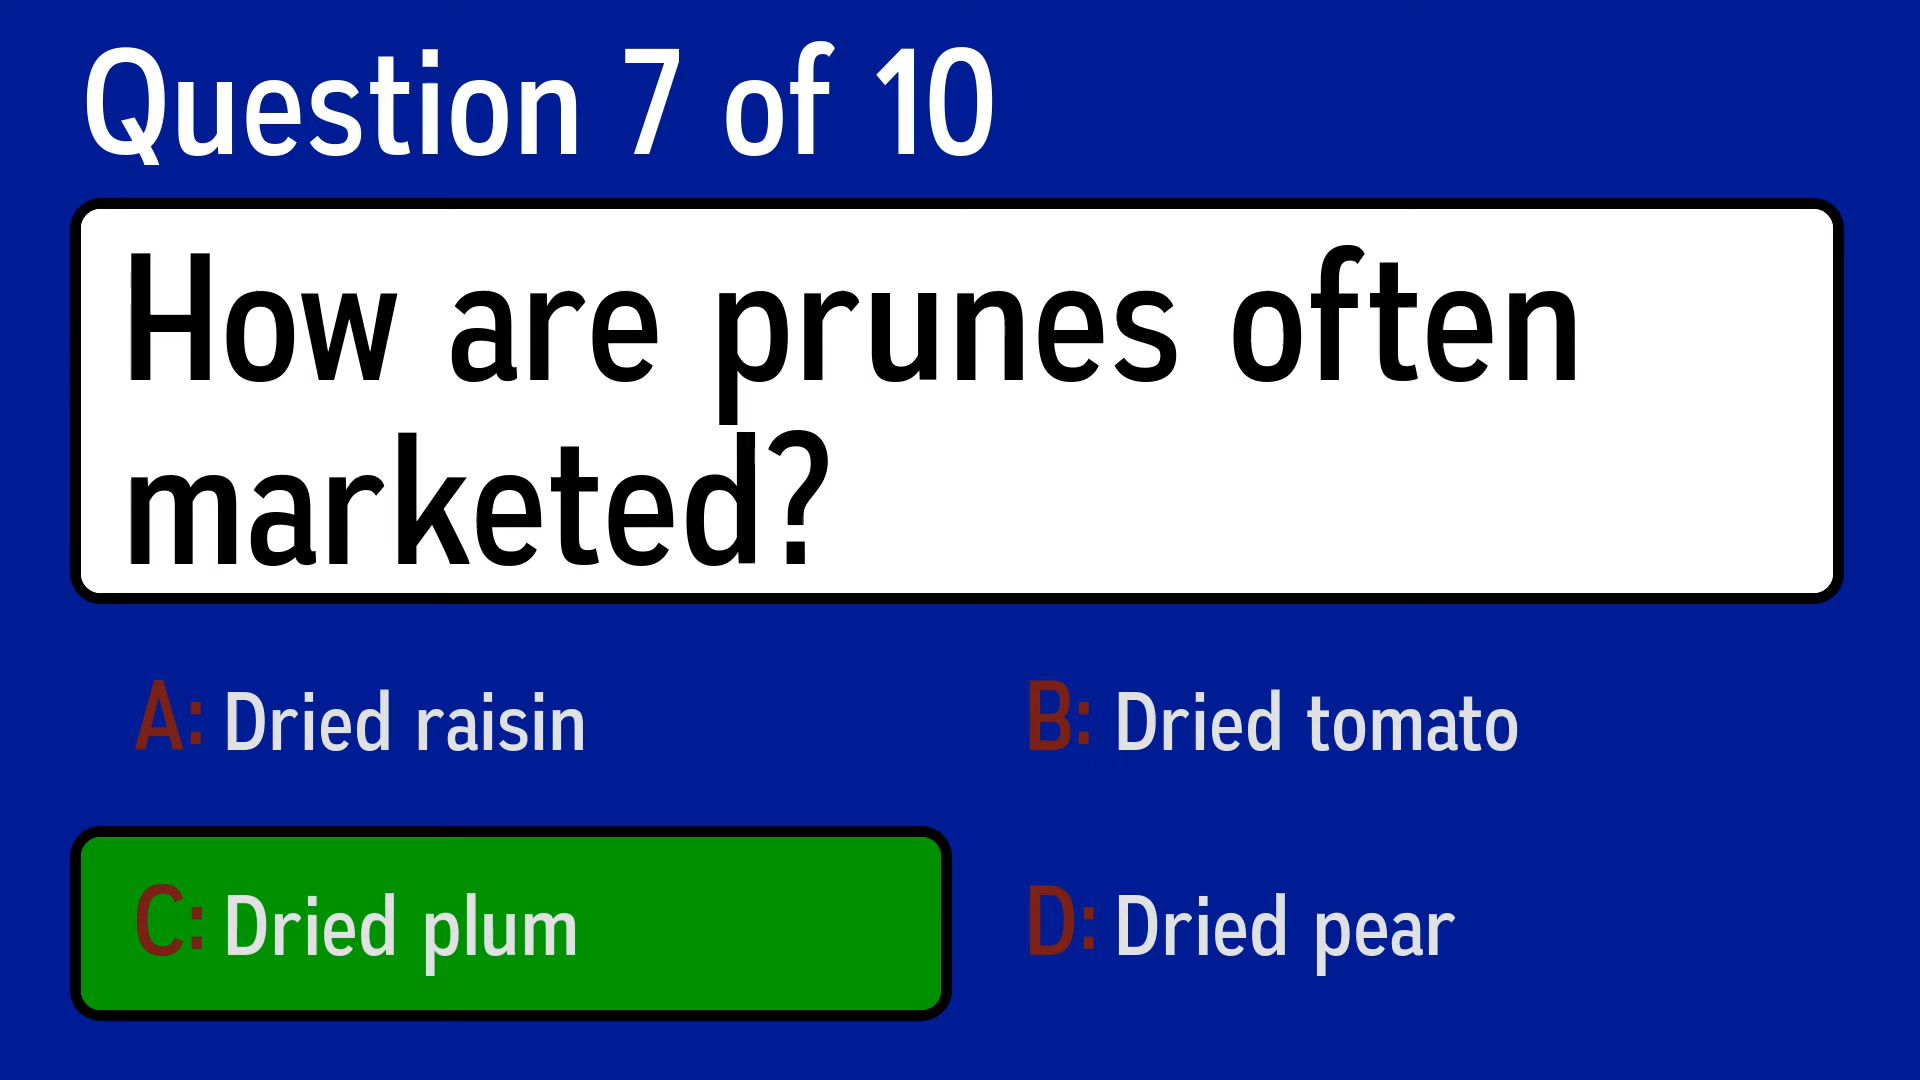 Question 7 of 10
How are prunes often
marketed?
A: Dried raisin
B: Dried tomato
C: Dried plum
D: Dried pear